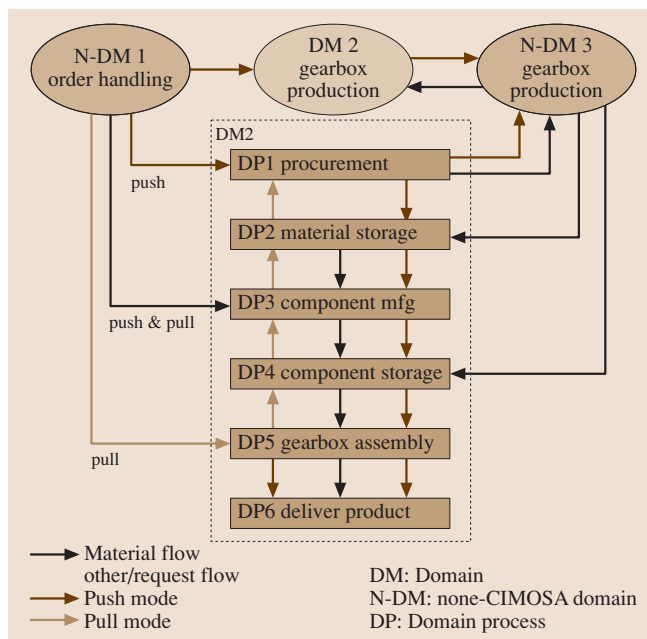 N-DM 1
order handling
DM 2
gearbox
production
N-DM 3
gearbox
production
DM2
DP1 procurement
push
DP2 material storage
DP3 component mfg
push & pull
DP4 component storage
DP5 gearbox assembly
pull
DP6 deliver product
Material flow
other/request flow
Push mode
Pull mode
DM: Domain
N-DM: none-CIMOSA domain
DP: Domain process